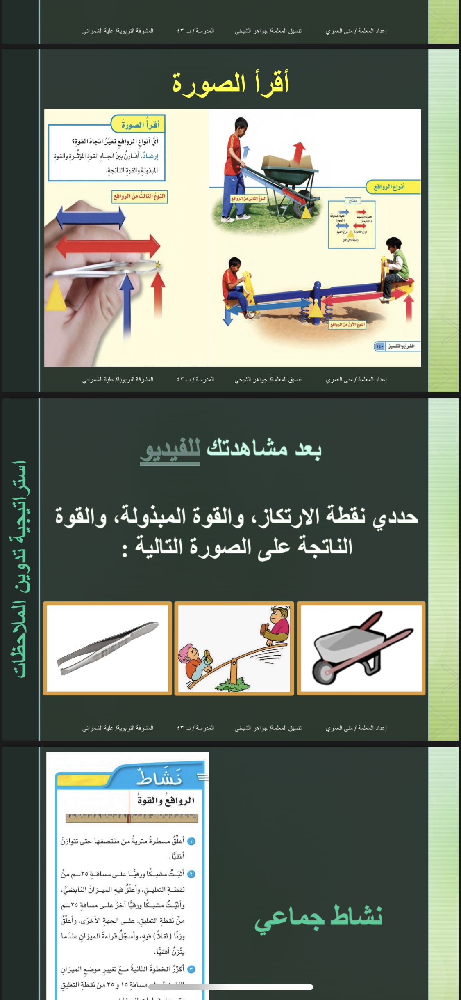 إعداد المعلمة / منى العمري تنسيق المعلمة/ جواهر الشيخي المدرسة / ب ٤٣ المشرفة التربوية/ علية الشمراني
أقرأ الصورة
أقرأُ الصورةَ
أيُّ أنواعِ الروافعِ تغيَّرُ اتجاهَ القوةِ؟
إرشادٌ. أقارنُ بينَ اتجاهِ القوةِ المؤثِّرةِ والقوةِ
المبذولةِ والقوةِ الناتجةِ.
النوعُ الثالثُ منَ الروافعِ
أنواعُ الروافعِ
النوعُ الثاني منَ الروافعِ
مفتاحُ
القوة الناتجة
(المقاومة)
القوة المبذولة
(الجهد)
ذراعُ المقاومة
ذراعُ القوة
نقطة الارتكاز
النوعُ الأولُ منَ الروافعِ
الشرحُ والتفسيرُ ١٤٠
إعداد المعلمة / منى العمري تنسيق المعلمة/ جواهر الشيخي المدرسة / ب ٤٣ المشرفة التربوية/ علية الشمراني
استراتيجية تدوين الملاحظات
بعد مشاهدتك للفيديو
حددي نقطة الارتكاز، والقوة المبذولة، والقوة
الناتجة على الصورة التالية :
إعداد المعلمة / منى العمري تنسيق المعلمة/ جواهر الشيخي المدرسة / ب ٤٣ المشرفة التربوية/ علية الشمراني
نشاط جماعي
نَشَاطٌ
الروافعُ والقوةُ
١ أعلّقُ مسطرةً متريةً من منتصفِها حتى تتوازنَ
أفقيًّا.
٢ أثبّتُ مشبكًا ورقيًّا على مسافةِ ٢٥سم منْ
نقطةِ التعليقِ، وأعلّقُ فيهِ الميزانَ النابضيَّ،
وأثبّتُ مشبكًا ورقيًّا آخرَ على مسافةِ ٢٥سم
منْ نقطةِ التعليقِ، على الجهةِ الأخرَى، وأعلّقُ
وزنًا (ثقلاً) فيهِ، وأسجّلُ قراءةَ الميزانِ عندَما
يتّزنُ أفقيًّا.
٣ أكرّرُ الخطوةَ الثانيةَ معَ تغييرِ موضعِ الميزانِ
مسافةِ ١٥ و ٣٥ من نقطةِ التعليقِ